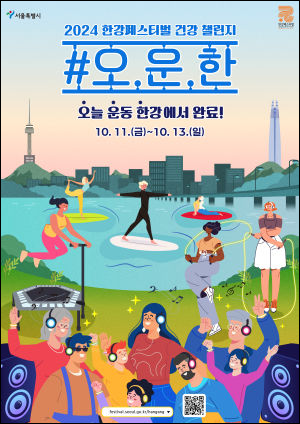 서울특별시
2024 한강페스티벌 건강 챌린지
#오.운.한
오늘 운동 한강에서 완료!
10. 11.(금)~10. 13.(일)
festival.seoul.go.kr/hangang